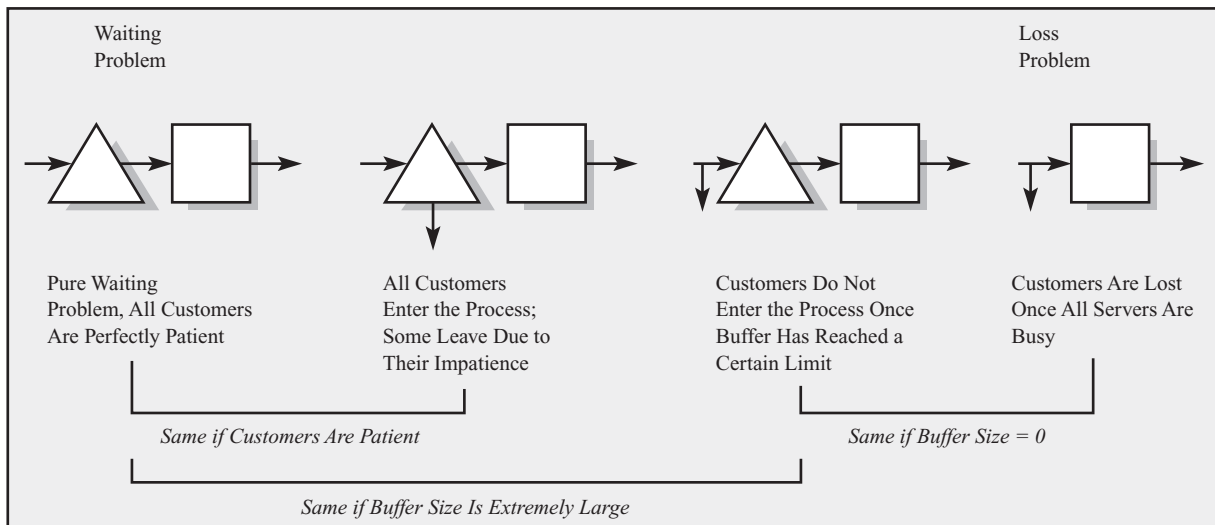 Waiting
Problem
Loss
Problem
Pure Waiting
Problem, All Customers
Are Perfectly Patient
All Customers
Enter the Process;
Some Leave Due to
Their Impatience
Customers Do Not
Enter the Process Once
Buffer Has Reached a
Certain Limit
Customers Are Lost
Once All Servers Are
Busy
Same if Customers Are Patient
Same if Buffer Size = 0
Same if Buffer Size Is Extremely Large